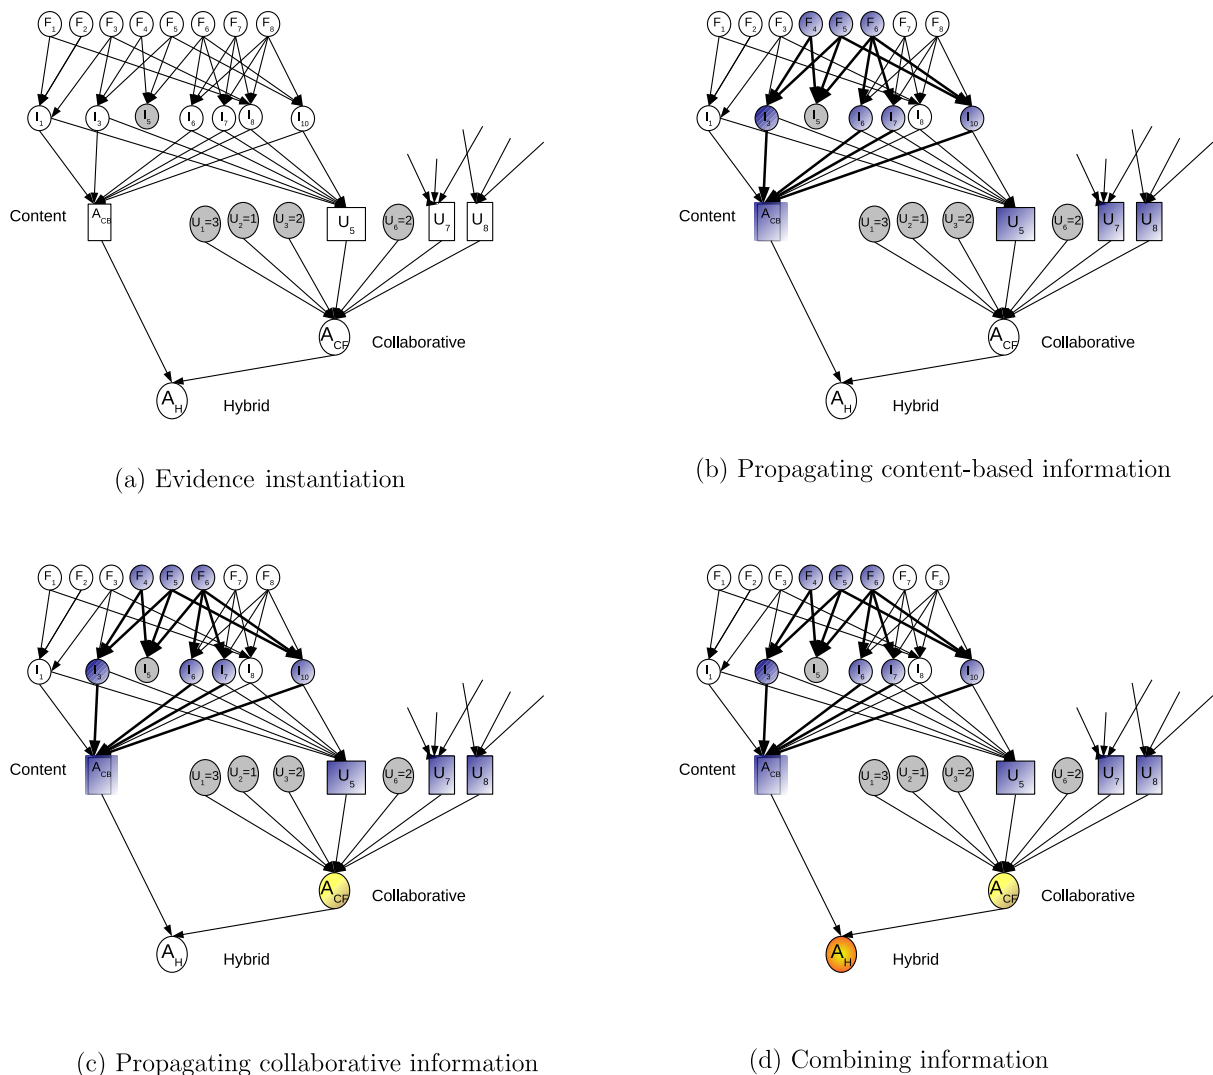 F1 F2 F3 F4 F5 F6 F7 F8
I1 I3 I5 I6 I7 I8 I10
Content ACB U1=3 U2=1 U3=2 U5 U6=2 U7 U8
ACF Collaborative
AH Hybrid
(a) Evidence instantiation
F1 F2 F3 F4 F5 F6 F7 F8
I1 I3 I5 I6 I7 I8 I10
Content ACB U1=3 U2=1 U3=2 U5 U6=2 U7 U8
ACF Collaborative
AH Hybrid
(b) Propagating content-based information
F1 F2 F3 F4 F5 F6 F7 F8
I1 I3 I5 I6 I7 I8 I10
Content ACB U1=3 U2=1 U3=2 U5 U6=2 U7 U8
ACF Collaborative
AH Hybrid
(c) Propagating collaborative information
F1 F2 F3 F4 F5 F6 F7 F8
I1 I3 I5 I6 I7 I8 I10
Content ACB U1=3 U2=1 U3=2 U5 U6=2 U7 U8
ACF Collaborative
AH Hybrid
(d) Combining information